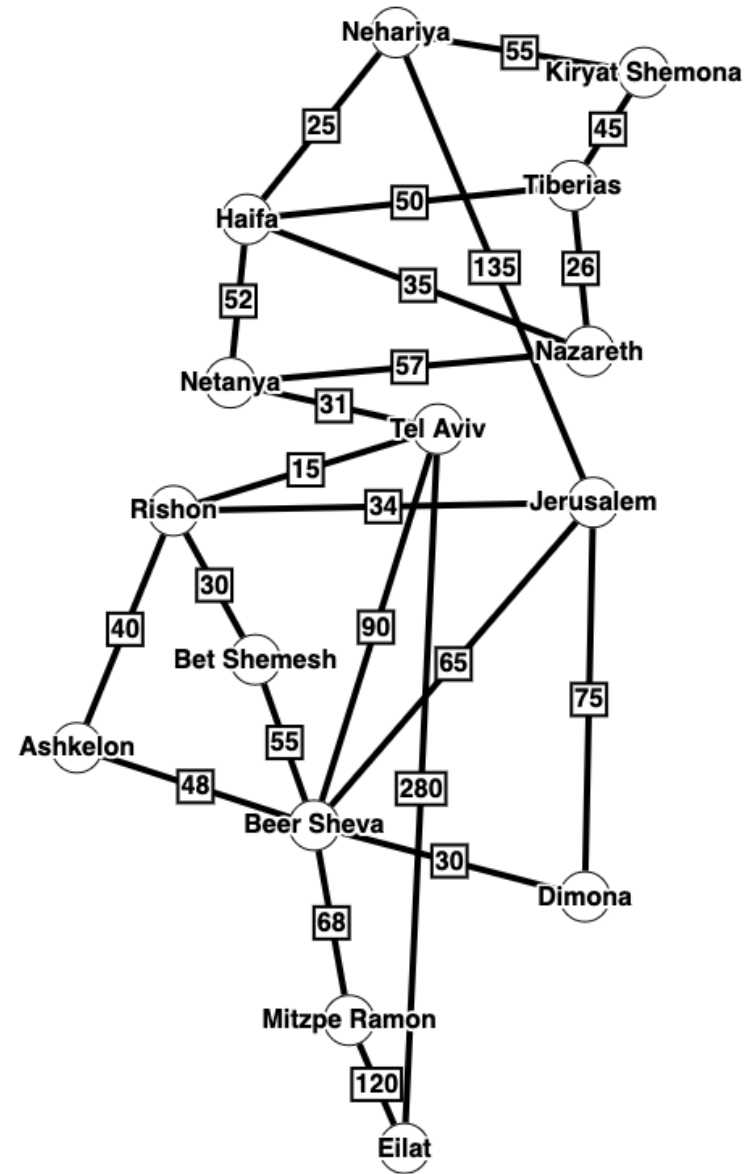 Nehariya
55
Kiryat Shemona
25
45
Tiberias
50
Haifa
135
26
35
52
Nazareth
57
Netanya
31
Tel Aviv
15
Jerusalem
34
Rishon
30
90
40
Bet Shemesh
65
75
55
Ashkelon
48
280
Beer Sheva
30
Dimona
68
Mitzpe Ramon
120
Eilat